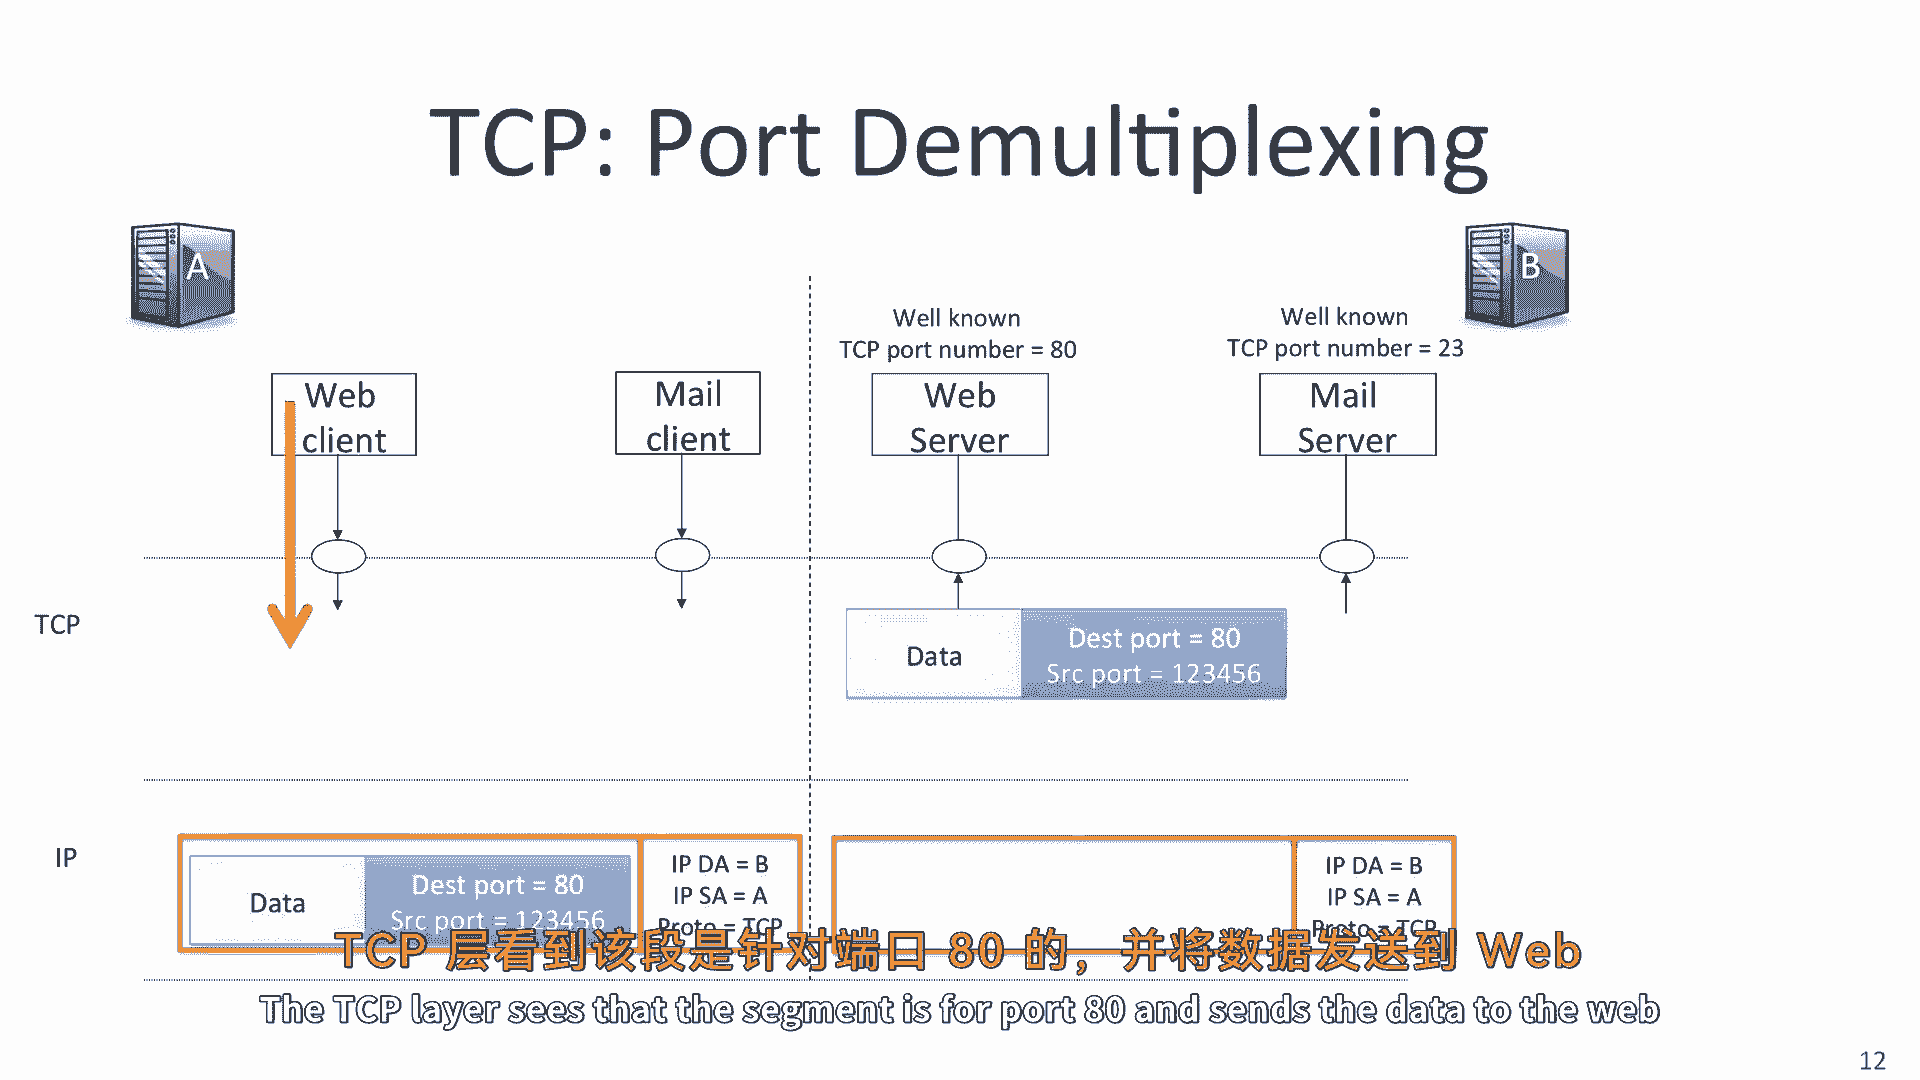 TCP: Port Demultiplexing
A
B
Well known
TCP port number = 80
Well known
TCP port number = 23
Web
client
Mail
client
Web
Server
Mail
Server
TCP
Data
Dest port = 80
Src port = 123456
IP
Data
Dest port = 80
Src port = 123456
IP DA = B
IP SA = A
Proto = TCP
IP DA = B
IP SA = A
Proto = TCP
TCP 层看到该段是针对端口 80 的，并将数据发送到 Web
The TCP layer sees that the segment is for port 80 and sends the data to the web
12